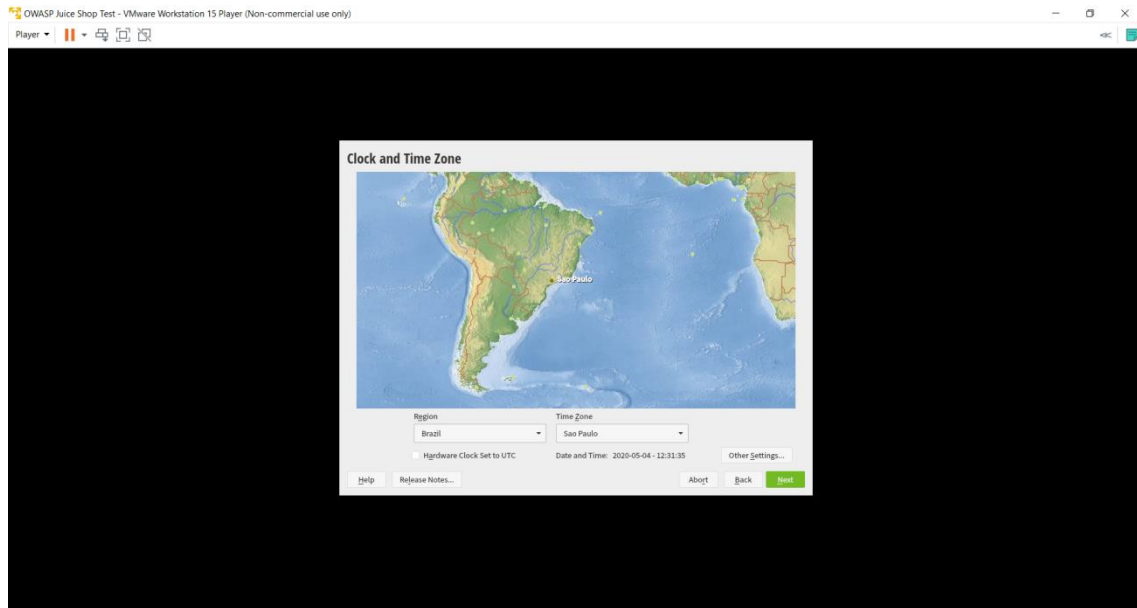 OWASP Juice Shop Test - VMware Workstation 15 Player (Non-commercial use only)
Player
Clock and Time Zone
Sao Paulo
Region
Time Zone
Brazil
Sao Paulo
Hardware Clock Set to UTC
Date and Time: 2020-05-04 - 12:31:35
Other Settings...
Help
Release Notes...
Abort
Back
Next